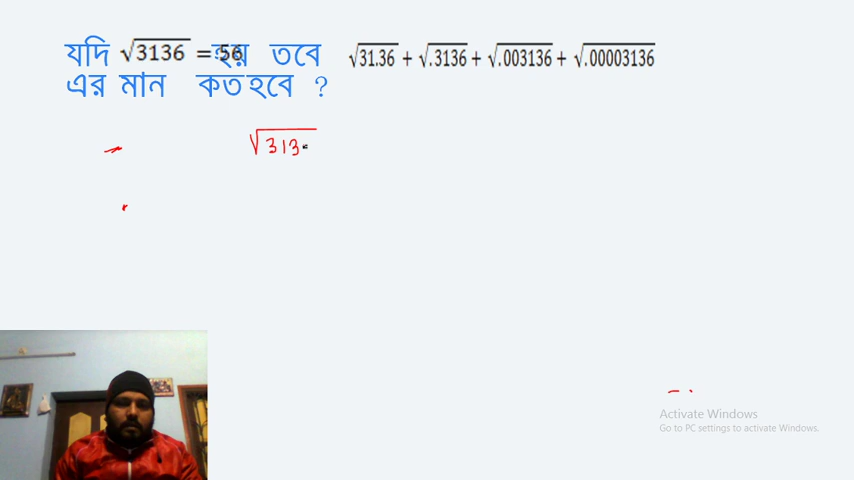 যদি √3136 = 56 হয় তবে √31.36 + √.3136 + √.003136 + √.00003136
এর মান কত হবে ?
√313
Activate Windows
Go to PC settings to activate Windows.